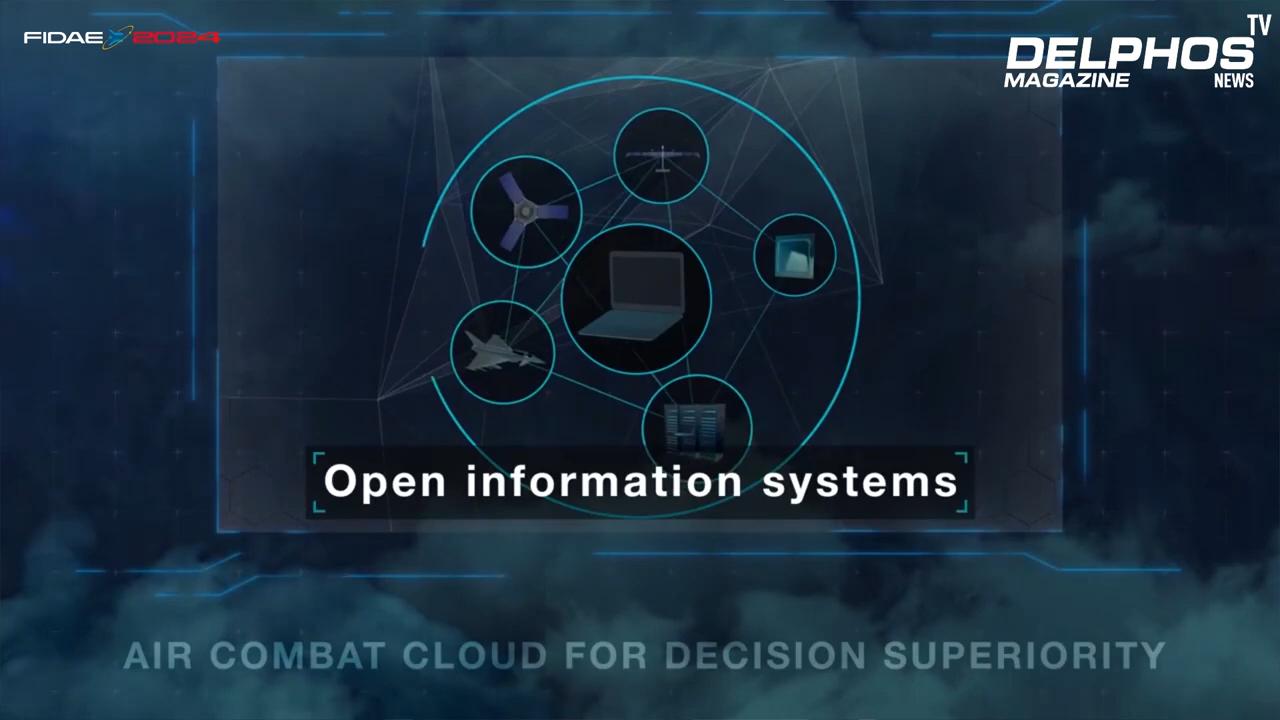 FIDAE 2024
TV
DELPHOS
MAGAZINE NEWS
Open information systems
AIR COMBAT CLOUD FOR DECISION SUPERIORITY